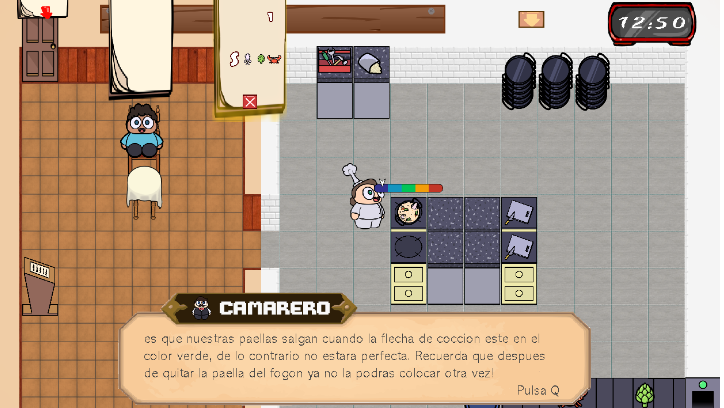 1
12:50
CAMARERO
es que nuestras paellas salgan cuando la flecha de coccion este en el
color verde, de lo contrario no estara perfecta. Recuerda que despues
de quitar la paella del fogon ya no la podras colocar otra vez!
Pulsa Q